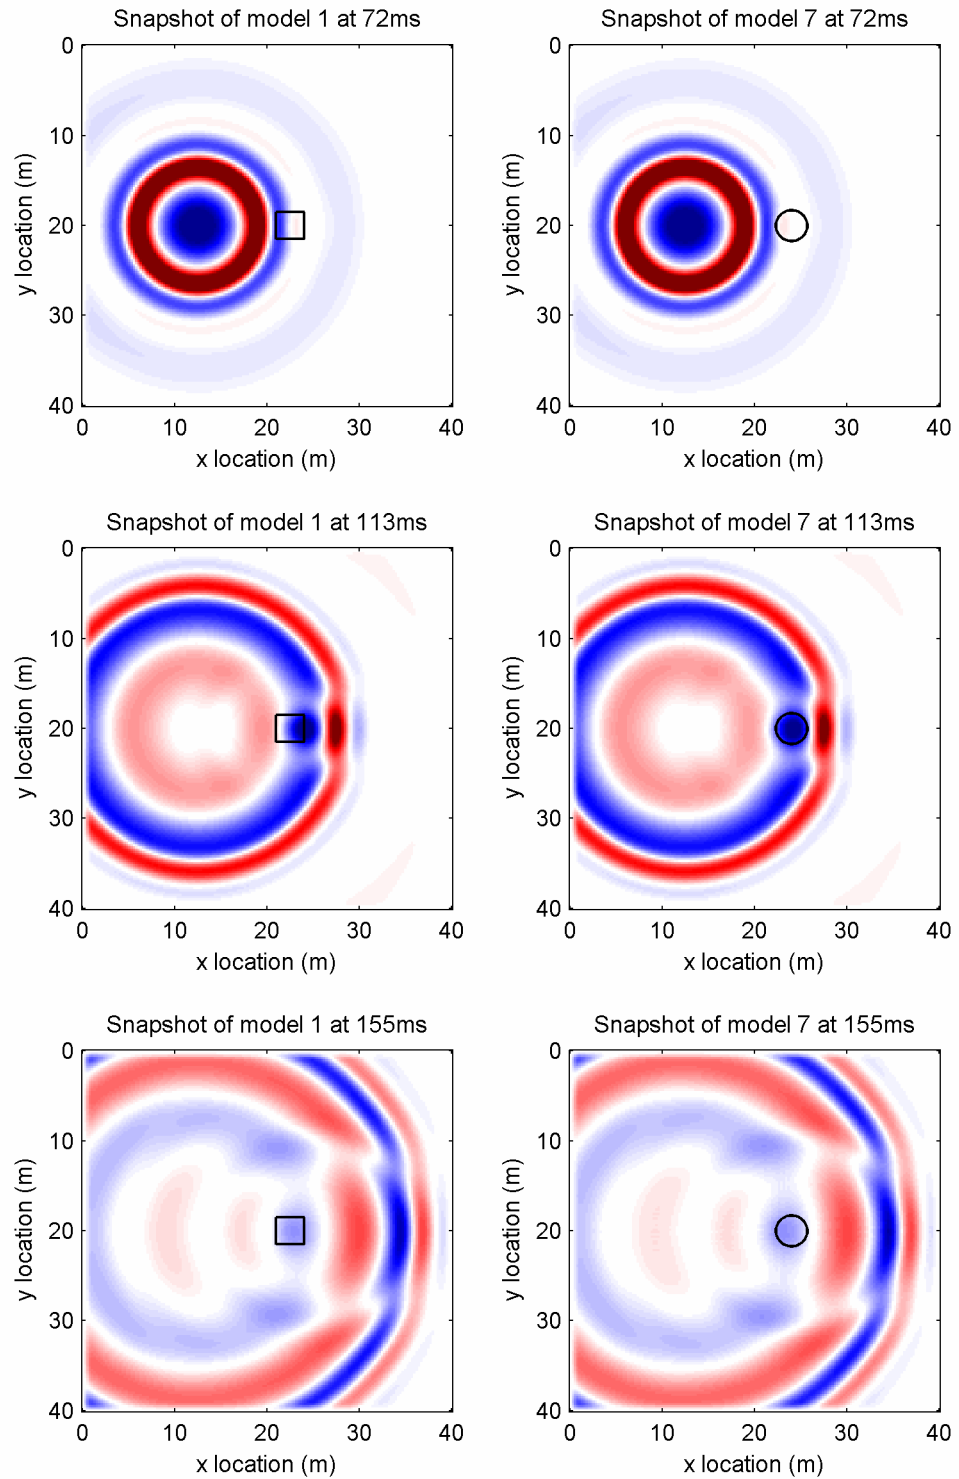 Snapshot of model 1 at 72ms
0
10
20
30
40
y location (m)
0 10 20 30 40
x location (m)
Snapshot of model 7 at 72ms
0
10
20
30
40
y location (m)
0 10 20 30 40
x location (m)
Snapshot of model 1 at 113ms
0
10
20
30
40
y location (m)
0 10 20 30 40
x location (m)
Snapshot of model 7 at 113ms
0
10
20
30
40
y location (m)
0 10 20 30 40
x location (m)
Snapshot of model 1 at 155ms
0
10
20
30
40
y location (m)
0 10 20 30 40
x location (m)
Snapshot of model 7 at 155ms
0
10
20
30
40
y location (m)
0 10 20 30 40
x location (m)